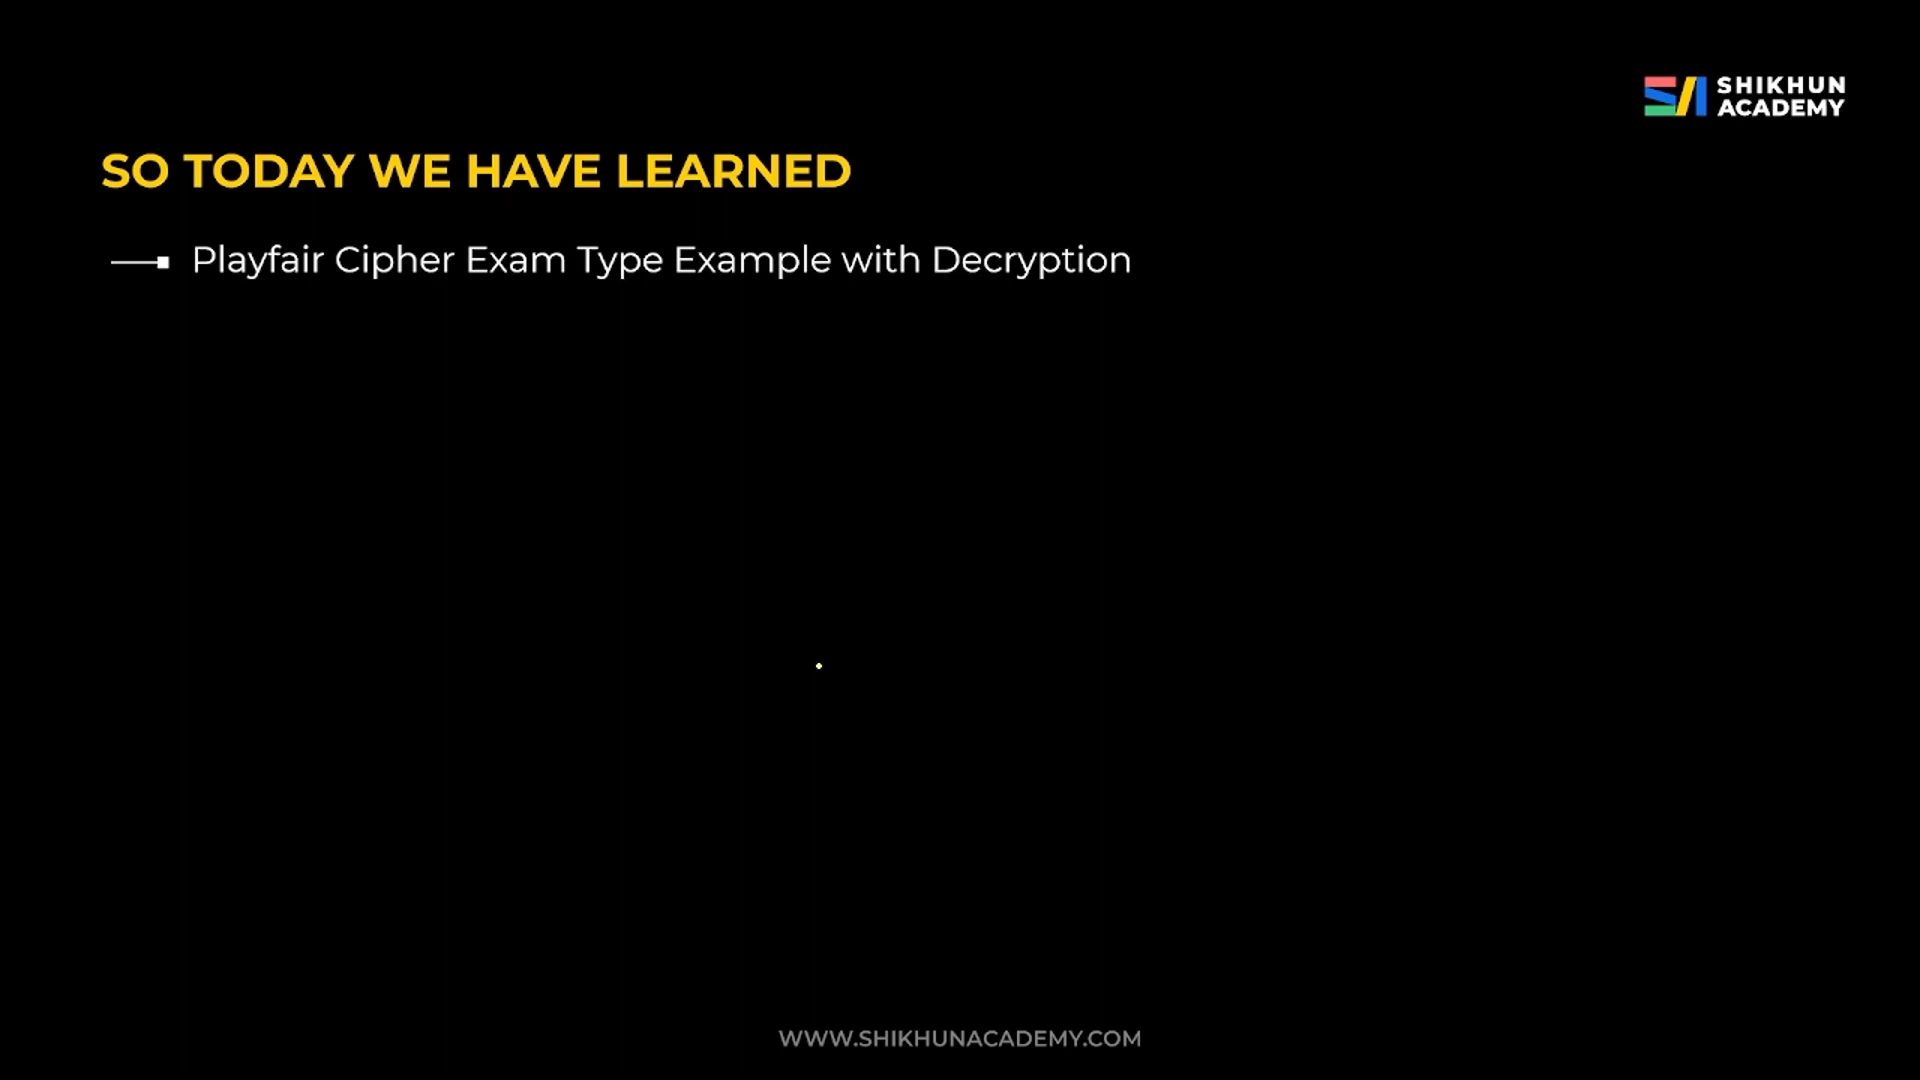 SHIKHUN
ACADEMY
SO TODAY WE HAVE LEARNED
Playfair Cipher Exam Type Example with Decryption
WWW.SHIKHUNACADEMY.COM